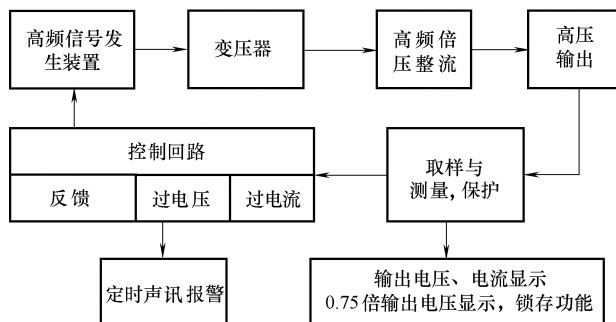 高频信号发
生装置
变压器
高频倍
压整流
高压
输出
控制回路
反馈
过电压
过电流
取样与
测量,保护
定时声讯报警
输出电压、电流显示
0.75倍输出电压显示，锁存功能